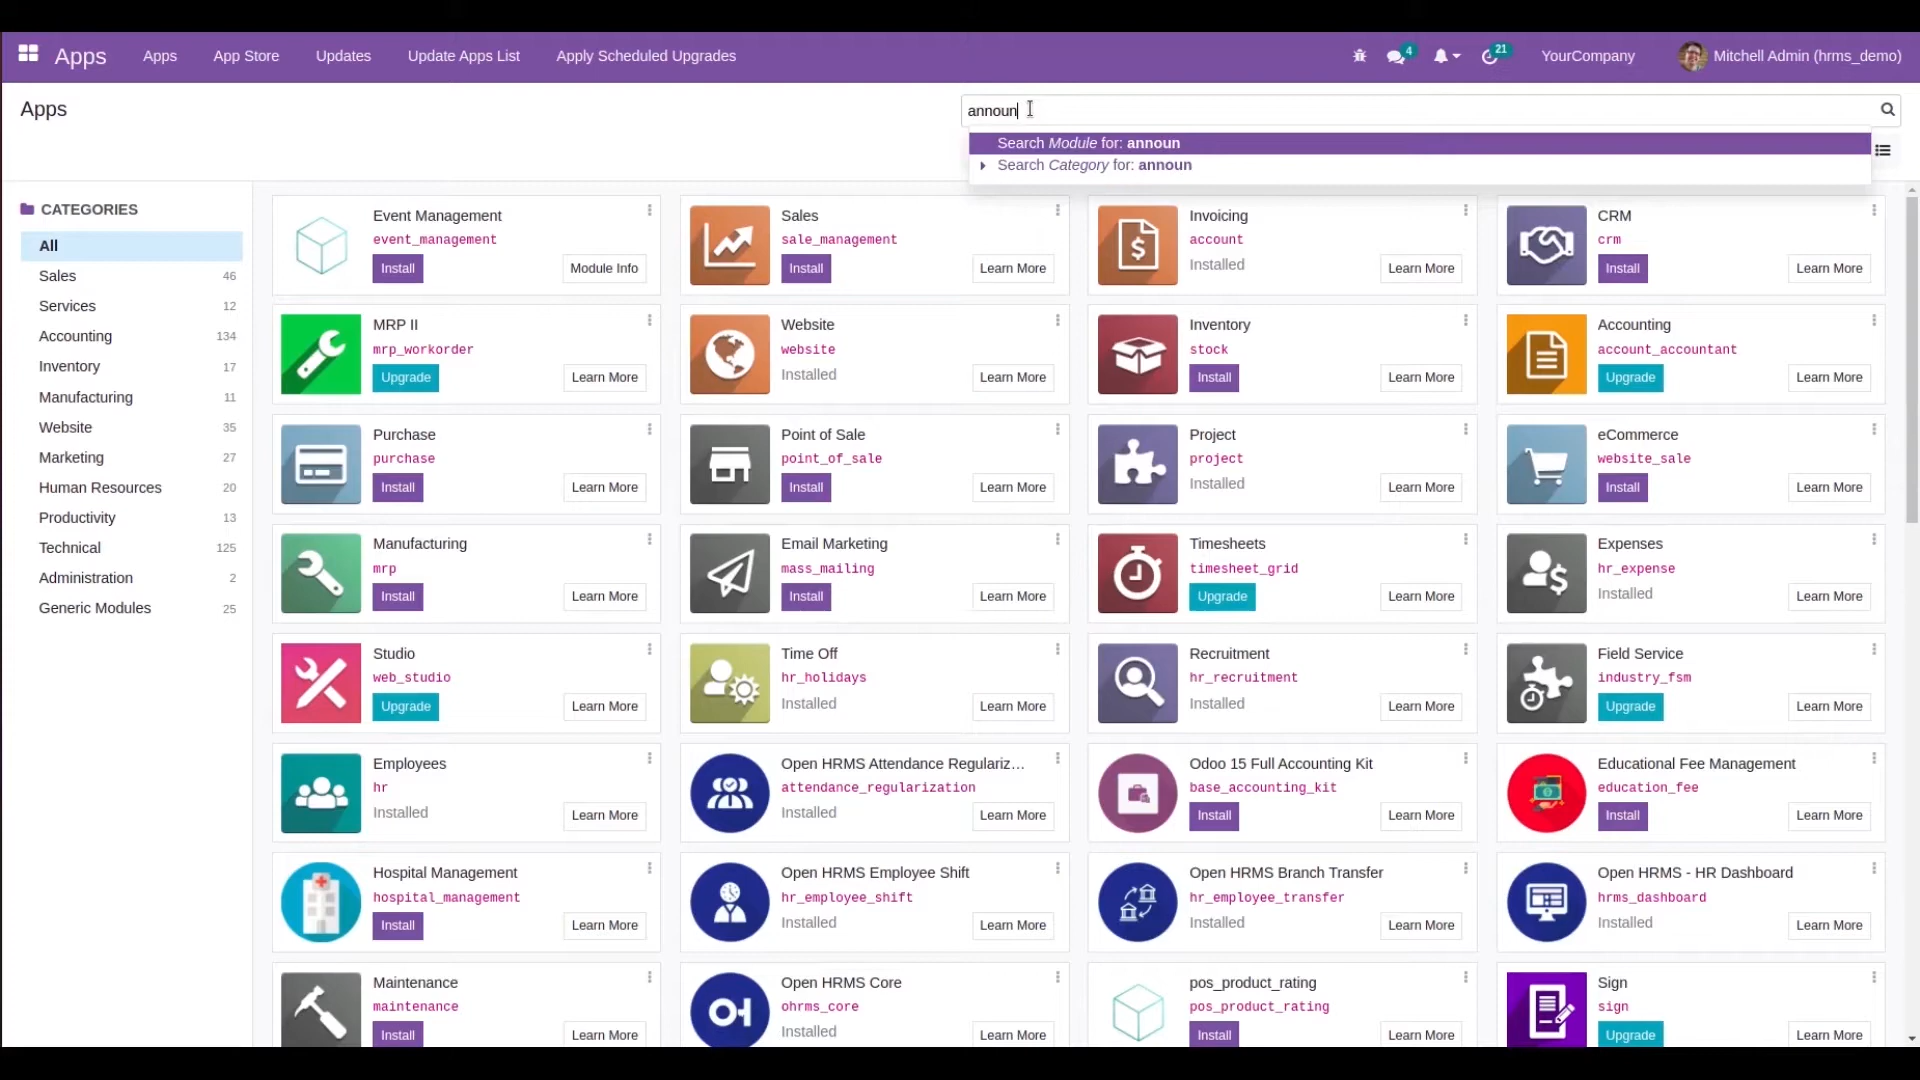 Apps Apps App Store Updates Update Apps List Apply Scheduled Upgrades 4 21 YourCompany Mitchell Admin (hrms_demo)
Apps
announ
Search Module for: announ
Search Category for: announ
CATEGORIES
All
Sales 46
Services 12
Accounting 134
Inventory 17
Manufacturing 11
Website 35
Marketing 27
Human Resources 20
Productivity 13
Technical 125
Administration 2
Generic Modules 25
Event Management
event_management
Install Module Info
Sales
sale_management
Install Learn More
Invoicing
account
Installed Learn More
CRM
crm
Install Learn More
MRP II
mrp_workorder
Upgrade Learn More
Website
website
Installed Learn More
Inventory
stock
Install Learn More
Accounting
account_accountant
Upgrade Learn More
Purchase
purchase
Install Learn More
Point of Sale
point_of_sale
Install Learn More
Project
project
Installed Learn More
eCommerce
website_sale
Install Learn More
Manufacturing
mrp
Install Learn More
Email Marketing
mass_mailing
Install Learn More
Timesheets
timesheet_grid
Upgrade Learn More
Expenses
hr_expense
Installed Learn More
Studio
web_studio
Upgrade Learn More
Time Off
hr_holidays
Installed Learn More
Recruitment
hr_recruitment
Installed Learn More
Field Service
industry_fsm
Upgrade Learn More
Employees
hr
Installed Learn More
Open HRMS Attendance Regulariz...
attendance_regularization
Installed Learn More
Odoo 15 Full Accounting Kit
base_accounting_kit
Install Learn More
Educational Fee Management
education_fee
Install Learn More
Hospital Management
hospital_management
Install Learn More
Open HRMS Employee Shift
hr_employee_shift
Installed Learn More
Open HRMS Branch Transfer
hr_employee_transfer
Installed Learn More
Open HRMS - HR Dashboard
hrms_dashboard
Installed Learn More
Maintenance
maintenance
Install Learn More
Open HRMS Core
ohrms_core
Installed Learn More
pos_product_rating
pos_product_rating
Install Learn More
Sign
sign
Upgrade Learn More